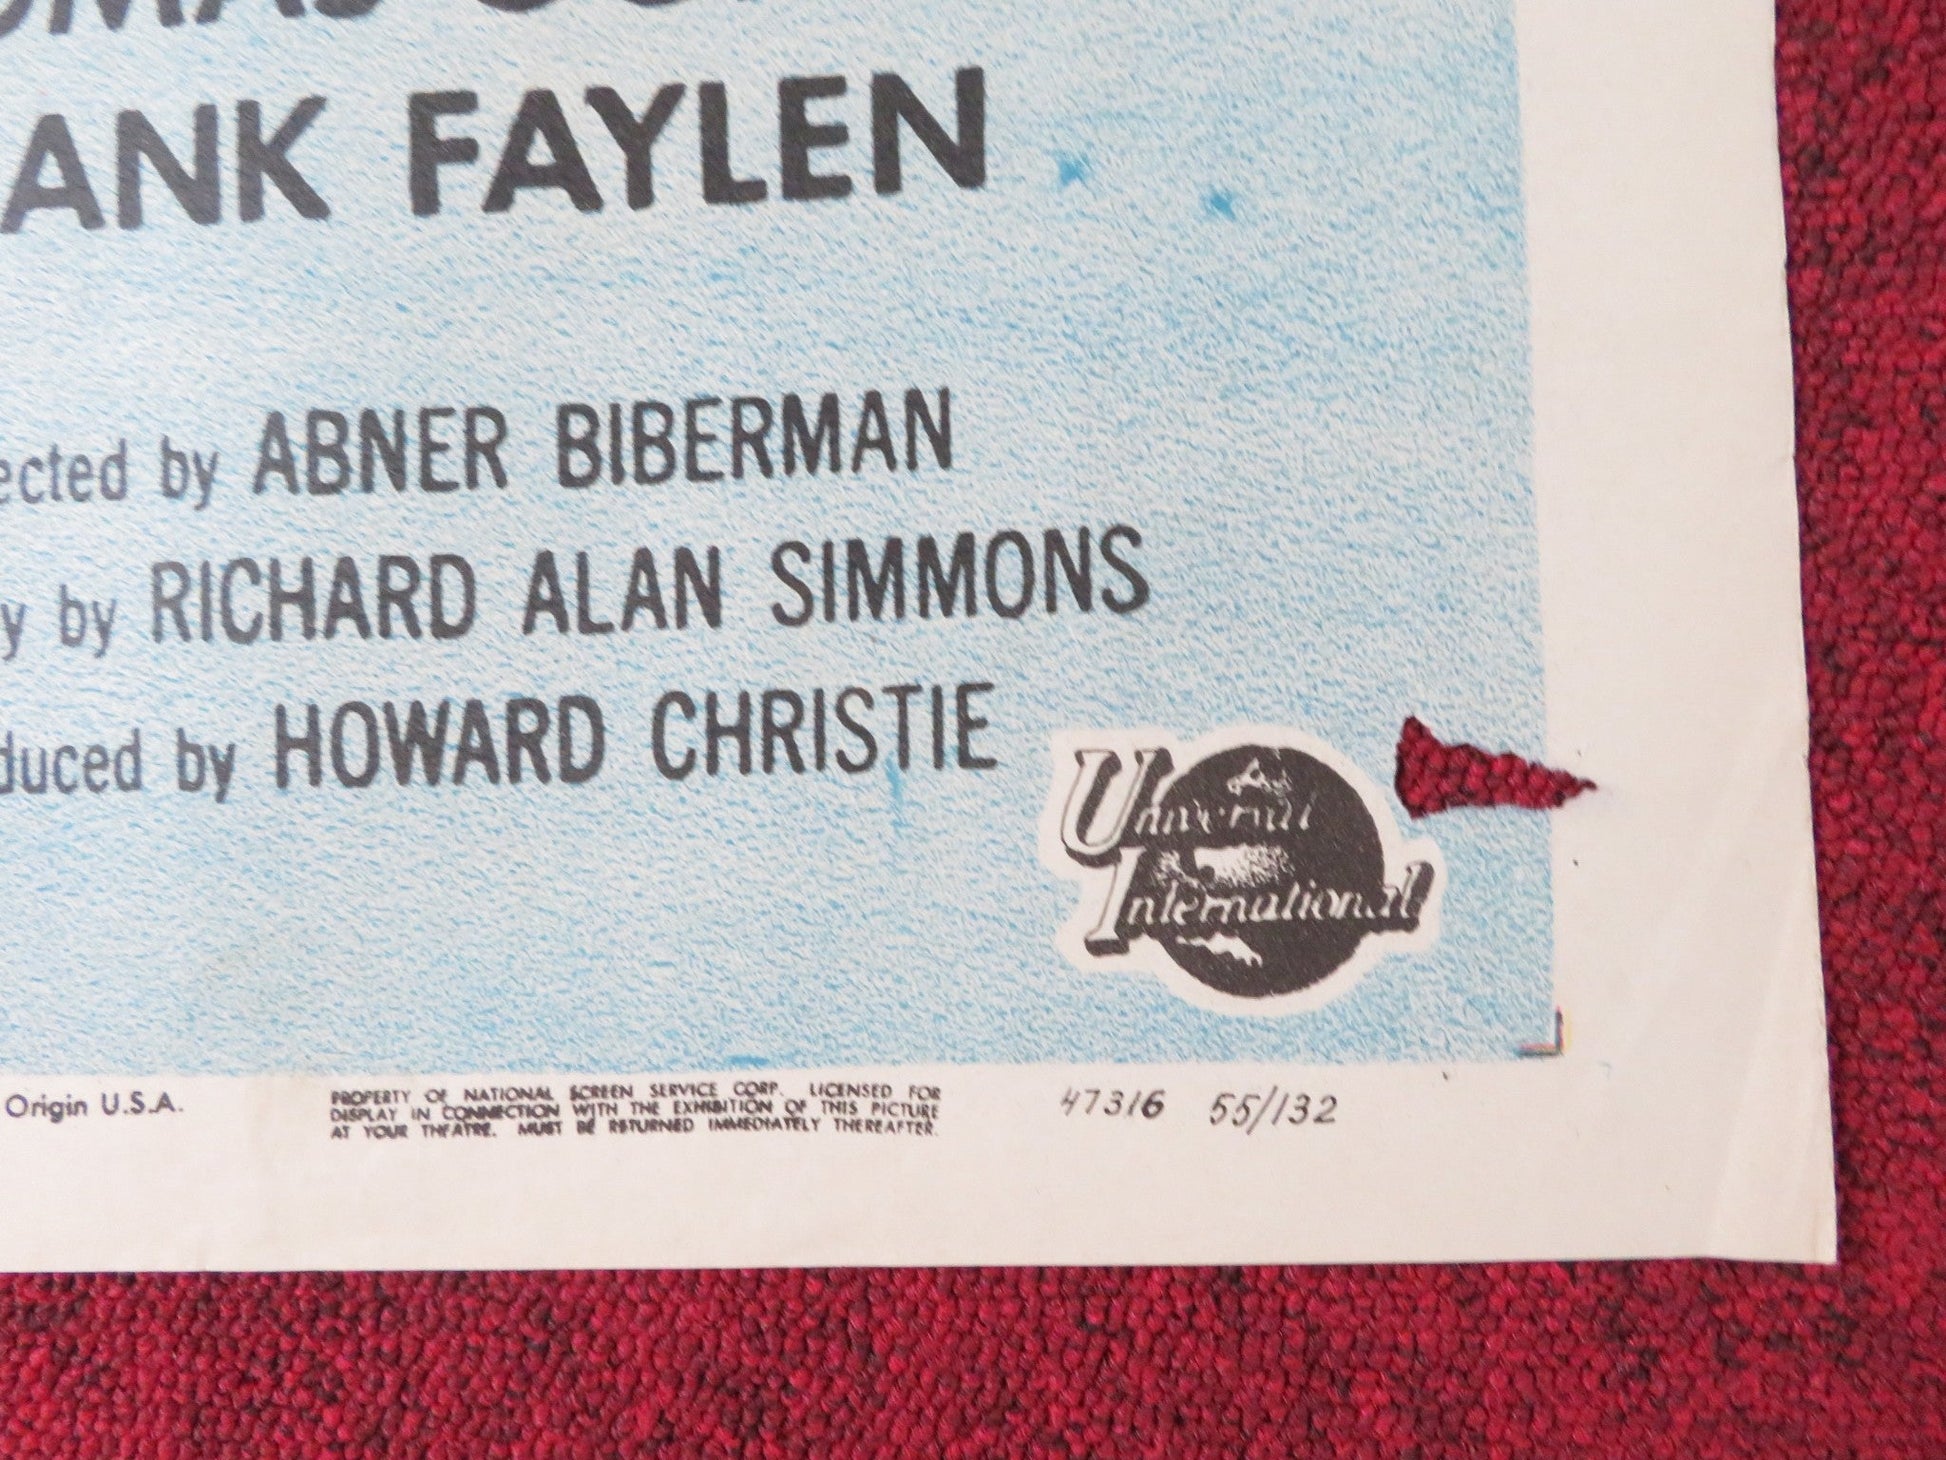 ANK FAYLEN
ected by ABNER BIBERMAN
y by RICHARD ALAN SIMMONS
duced by HOWARD CHRISTIE
Universal
International
Origin U.S.A.
PROPERTY OF NATIONAL SCREEN SERVICE CORP. LICENSED FOR
DISPLAY IN CONNECTION WITH THE EXHIBITION OF THIS PICTURE
AT YOUR THEATRE. MUST BE RETURNED IMMEDIATELY THEREAFTER.
47316 55/132